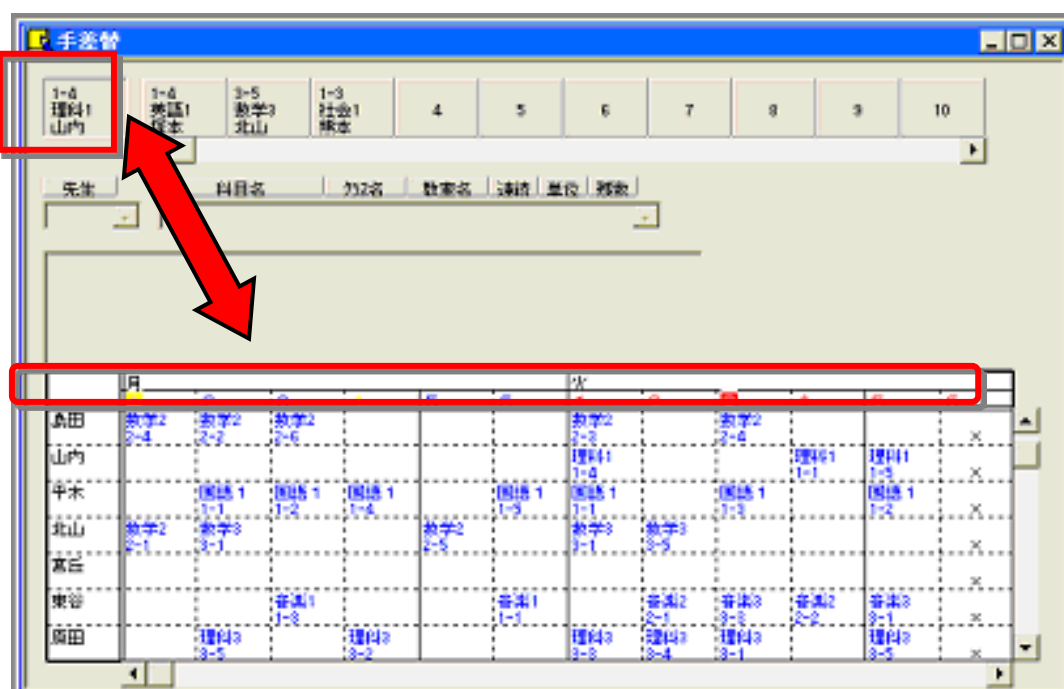 手差替
1-4 1-4 3-5 1-3
理科1 英語1 数学3 社会1 4 5 6 7 8 9 10
山内 北山 熊本
先生 科目名 クラス名 教室名 連続 単位 残数
月 火
島田 数学2 数学2 数学2 数学2 数学2
2-4 2-2 2-6 2-3 2-4 ×
山内 理科1 理科1 理科1
1-4 1-1 1-5 ×
平木 国語1 国語1 国語1 国語1 国語1 国語1 国語1
1-1 1-2 1-4 1-5 1-1 1-3 1-2 ×
北山 数学2 数学3 数学2 数学3 数学3
2-1 3-1 2-5 3-1 3-5 ×
高丘
×
東谷 音楽1 音楽1 音楽2 音楽3 音楽2 音楽3
1-3 1-1 2-1 3-3 2-2 3-1 ×
原田 理科3 理科3 理科3 理科3 理科3 理科3
3-5 3-2 3-3 3-4 3-1 3-5 ×